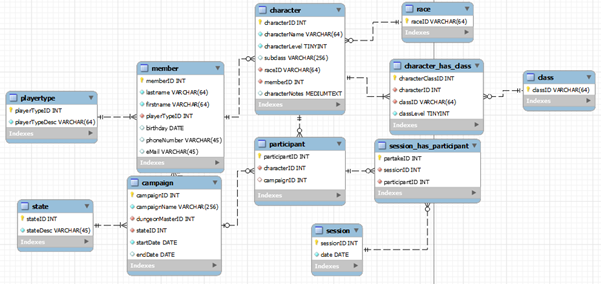 character
characterID INT
characterName VARCHAR(64)
characterLevel TINYINT
subclass VARCHAR(256)
raceID VARCHAR(64)
memberID INT
characterNotes MEDIUMTEXT
Indexes
race
raceID VARCHAR(64)
Indexes
member
memberID INT
lastname VARCHAR(64)
firstname VARCHAR(64)
playerTypeID INT
birthday DATE
phoneNumber VARCHAR(45)
eMail VARCHAR(45)
Indexes
character_has_class
characterClassID INT
characterID INT
classID VARCHAR(64)
classLevel TINYINT
Indexes
class
classID VARCHAR(64)
Indexes
playertype
playerTypeID INT
playerTypeDesc VARCHAR(64)
Indexes
participant
participantID INT
characterID INT
campaignID INT
Indexes
session_has_participant
partakeID INT
sessionID INT
participantID INT
Indexes
campaign
campaignID INT
campaignName VARCHAR(256)
dungeonMasterID INT
stateID INT
startDate DATE
endDate DATE
Indexes
state
stateID INT
stateDesc VARCHAR(45)
Indexes
session
sessionID INT
date DATE
Indexes